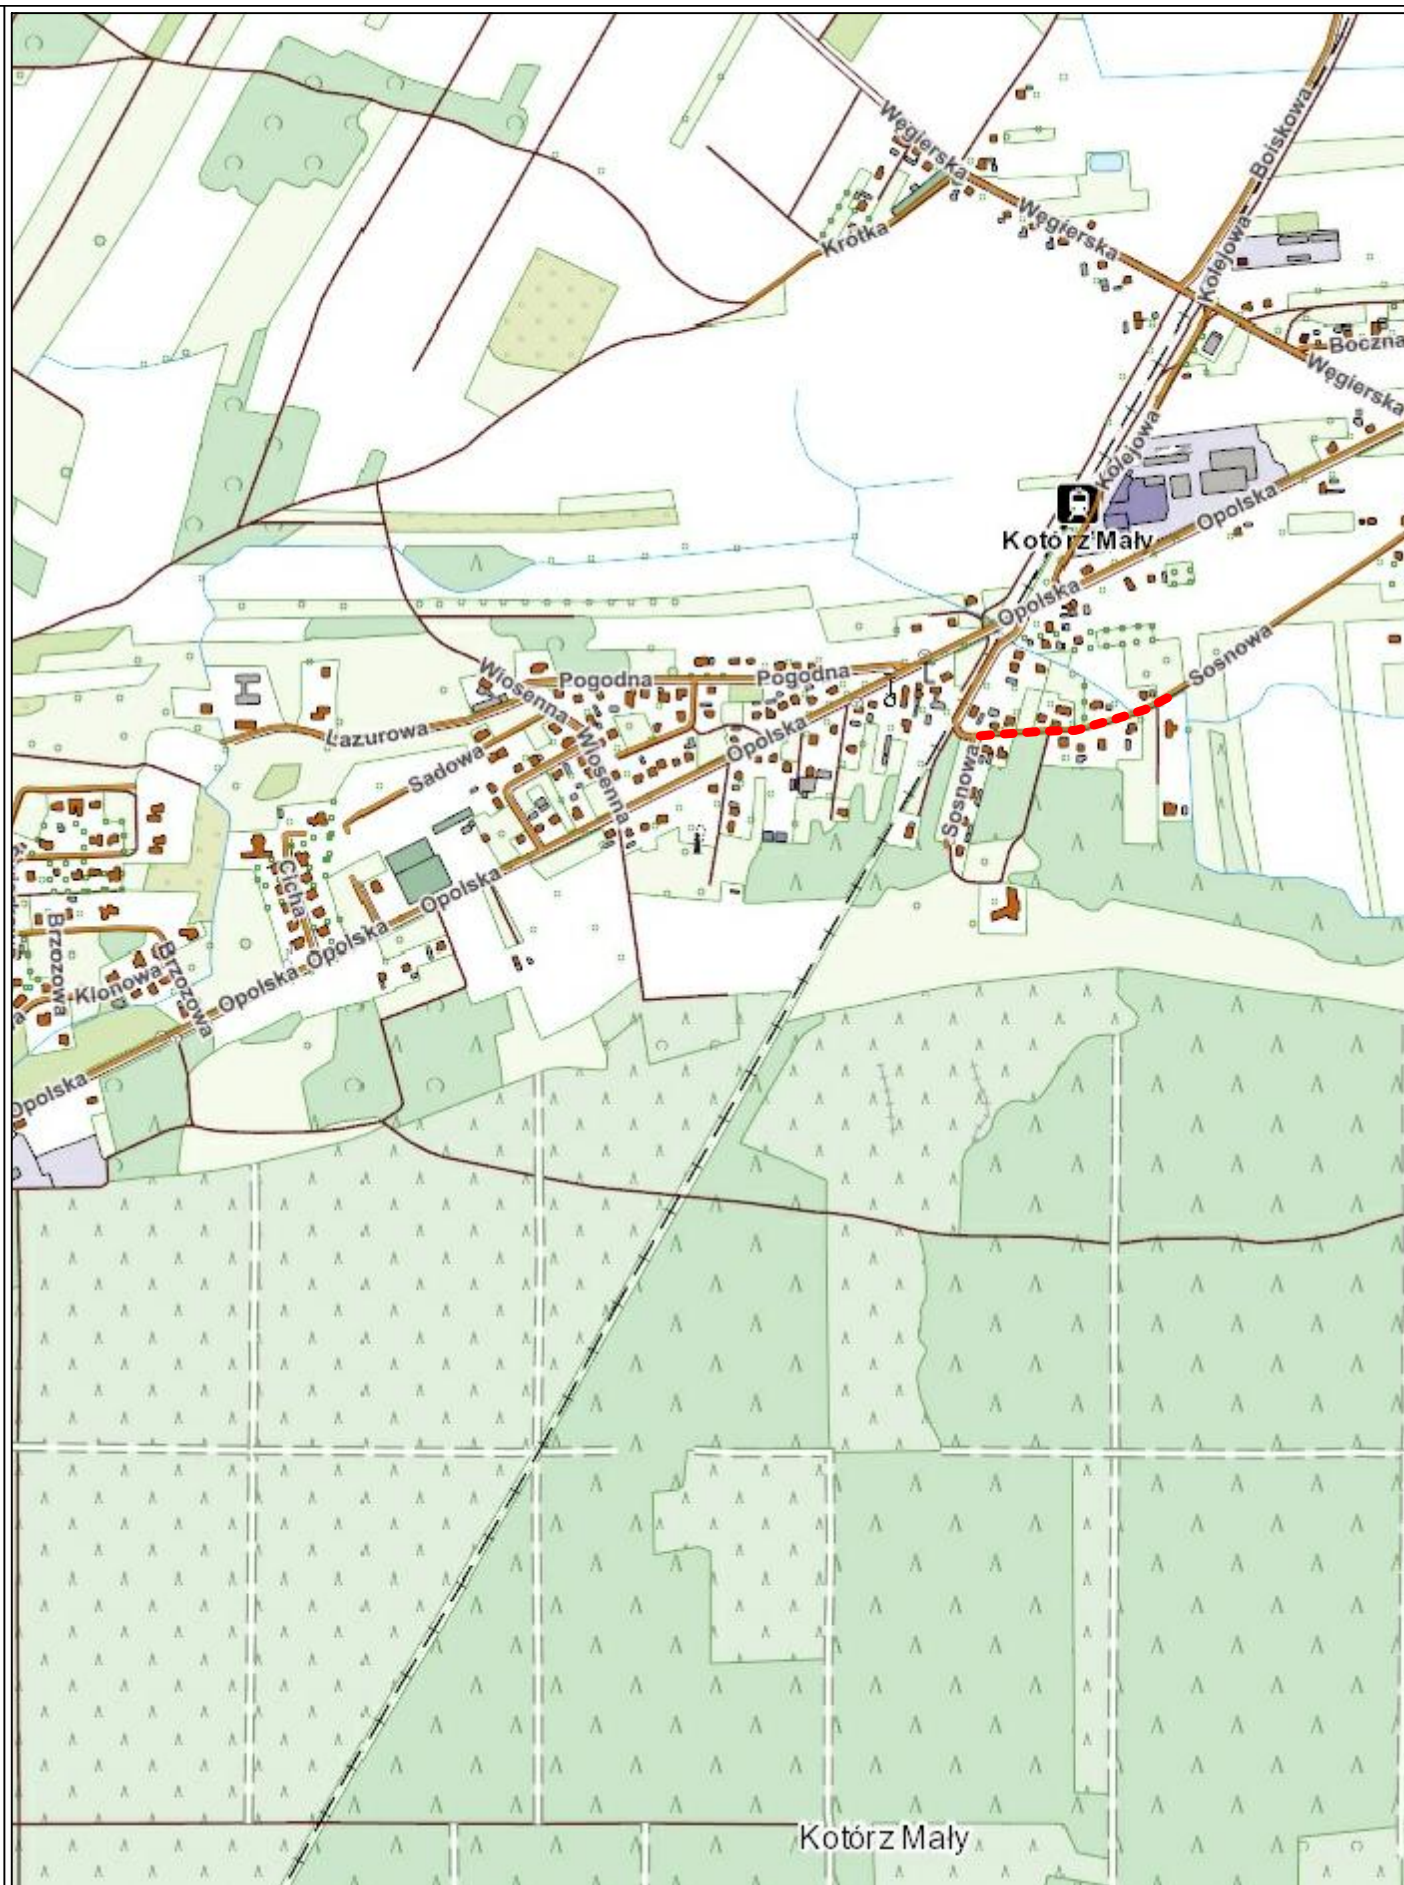 Węgierska
Boiskowa
Węgierska
Krótka
Kolejowa
Boczna
Węgierska
Kolejowa
Opolska
Kotórz Mały
Opolska
Sosnowa
Wiosenna
Pogodna
Pogodna
Lazurowa
Wiosenna
Opolska
Sadowa
Sosnowa
Cicha
Opolska
Brzozowa
Opolska
Klonowa
Brzozowa
Opolska
Opolska
Kotórz Mały